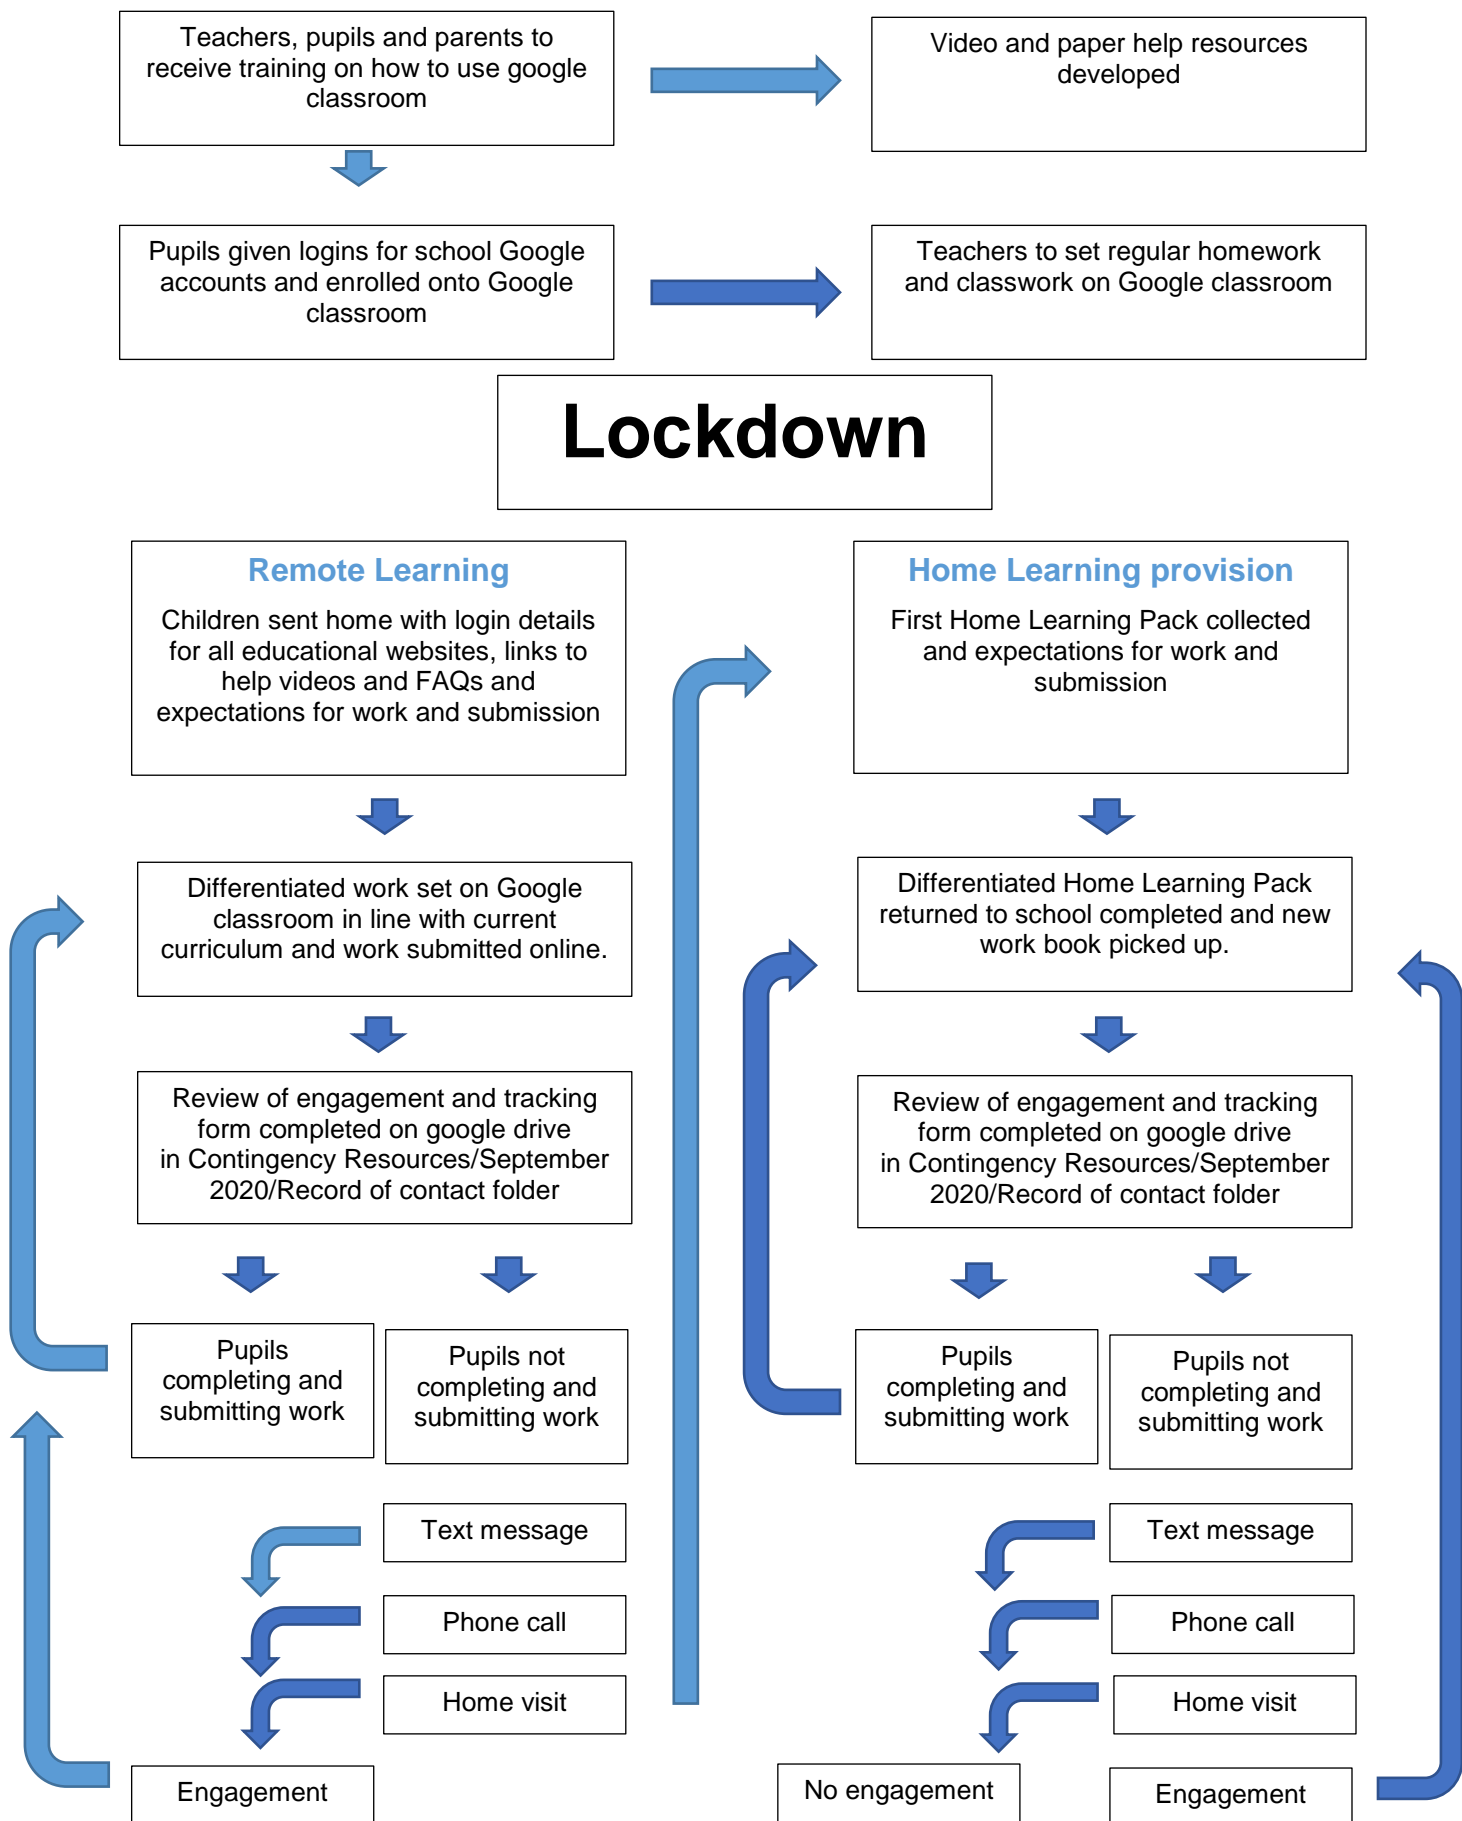 Teachers, pupils and parents to
receive training on how to use google
classroom
Video and paper help resources
developed
Pupils given logins for school Google
accounts and enrolled onto Google
classroom
Teachers to set regular homework
and classwork on Google classroom
Lockdown
Remote Learning
Children sent home with login details
for all educational websites, links to
help videos and FAQs and
expectations for work and submission
Home Learning provision
First Home Learning Pack collected
and expectations for work and
submission
Differentiated work set on Google
classroom in line with current
curriculum and work submitted online.
Differentiated Home Learning Pack
returned to school completed and new
work book picked up.
Review of engagement and tracking
form completed on google drive
in Contingency Resources/September
2020/Record of contact folder
Review of engagement and tracking
form completed on google drive
in Contingency Resources/September
2020/Record of contact folder
Pupils
completing and
submitting work
Pupils not
completing and
submitting work
Pupils
completing and
submitting work
Pupils not
completing and
submitting work
Text message
Phone call
Home visit
Engagement
Text message
Phone call
Home visit
No engagement
Engagement